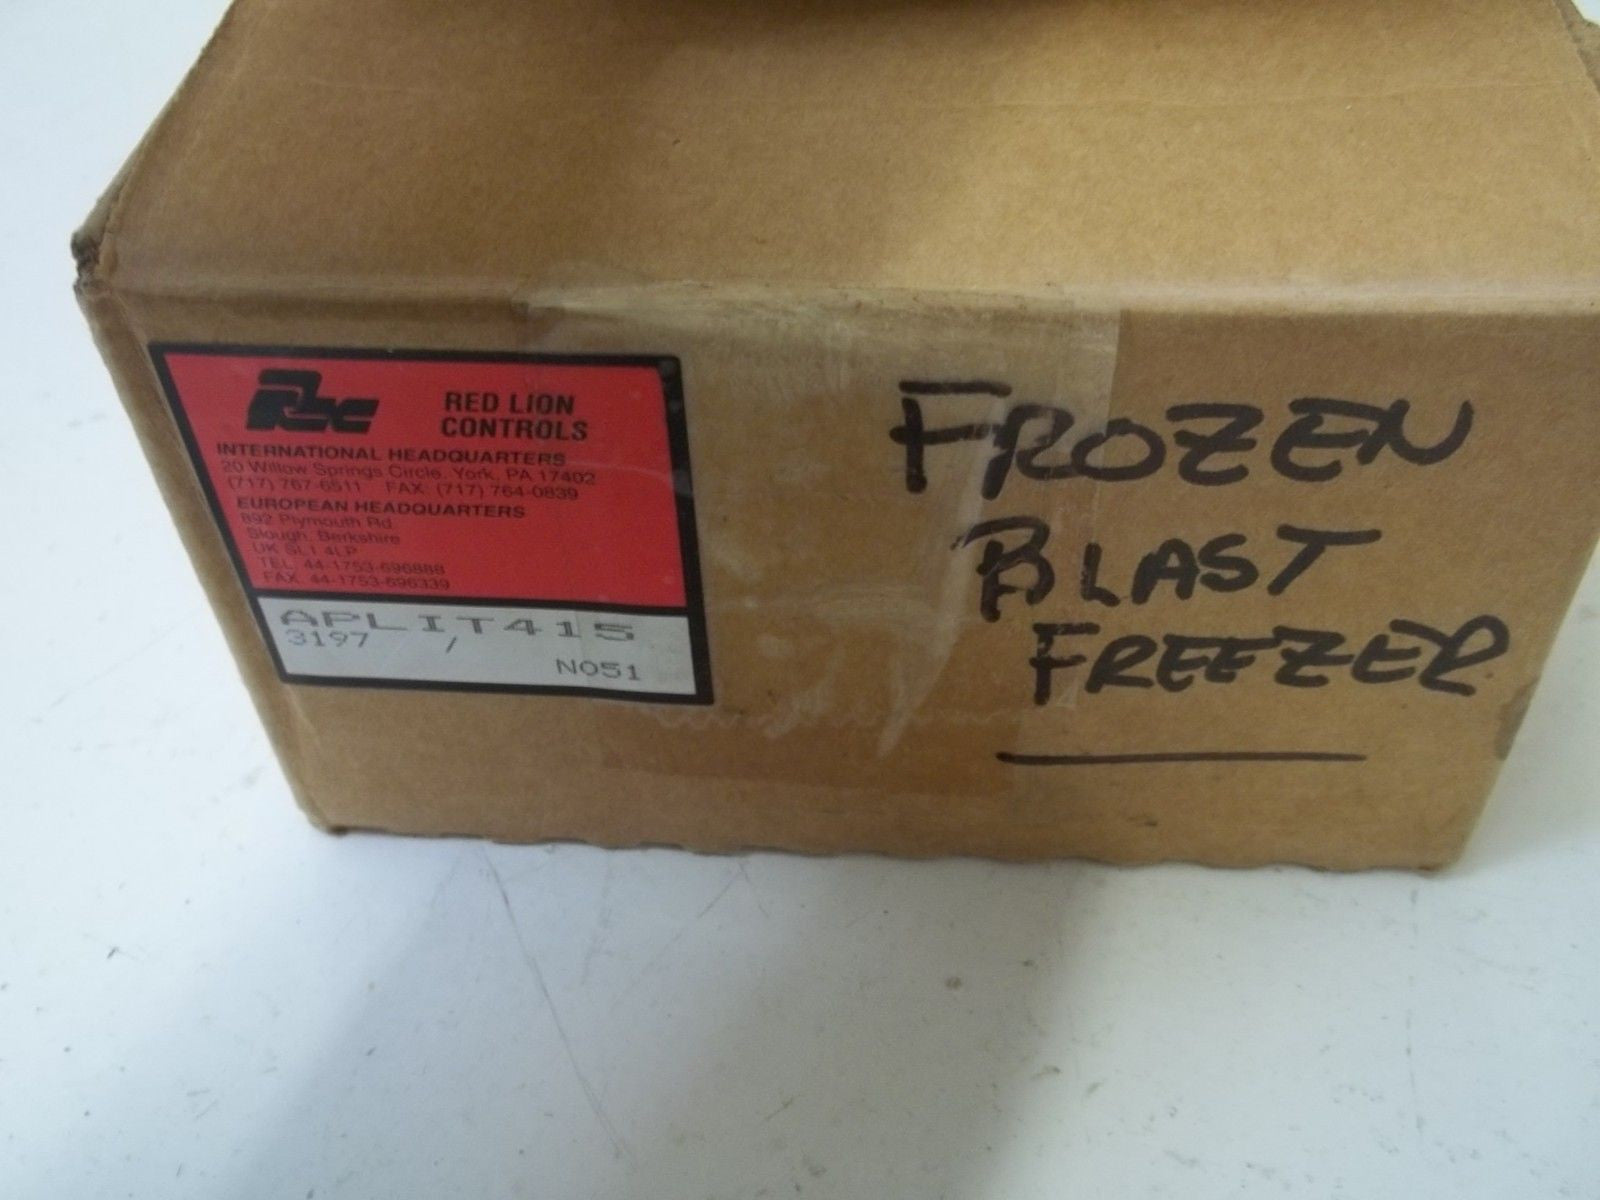 RLC
RED LION
CONTROLS
INTERNATIONAL HEADQUARTERS
20 Willow Springs Circle, York, PA 17402
(717) 767-6511 FAX: (717) 764-0839
EUROPEAN HEADQUARTERS
892 Plymouth Rd.
Slough, Berkshire
UK SL1 4LP
TEL. 44-1753-696888
FAX. 44-1753-696339
APLIT415
3197 /
N051
FROZEN
BLAST
FREEZER